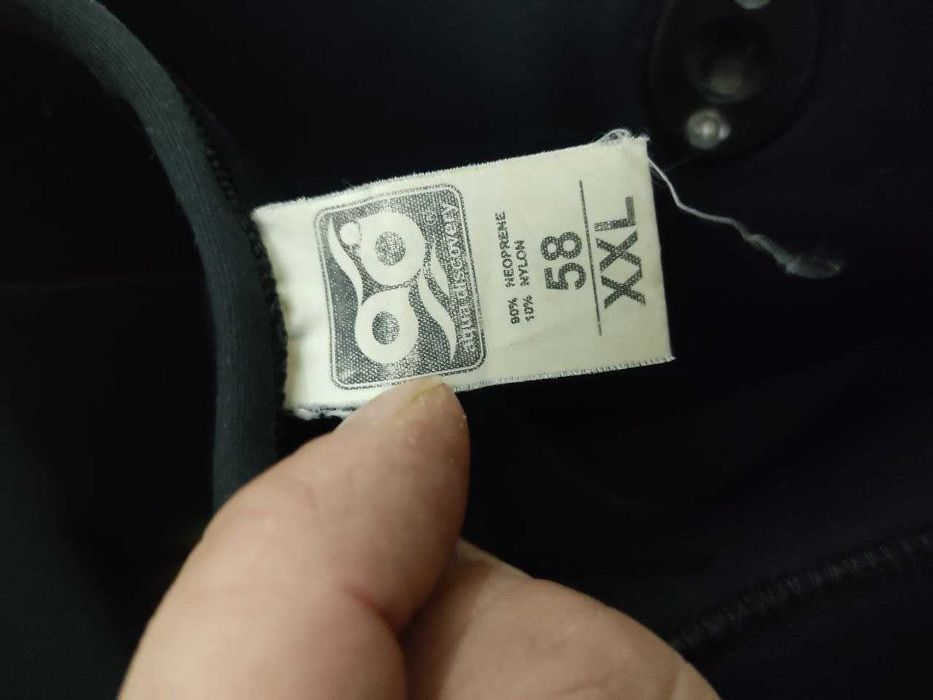 aqua discovery
90% NEOPRENE
10% NYLON
58
XXL